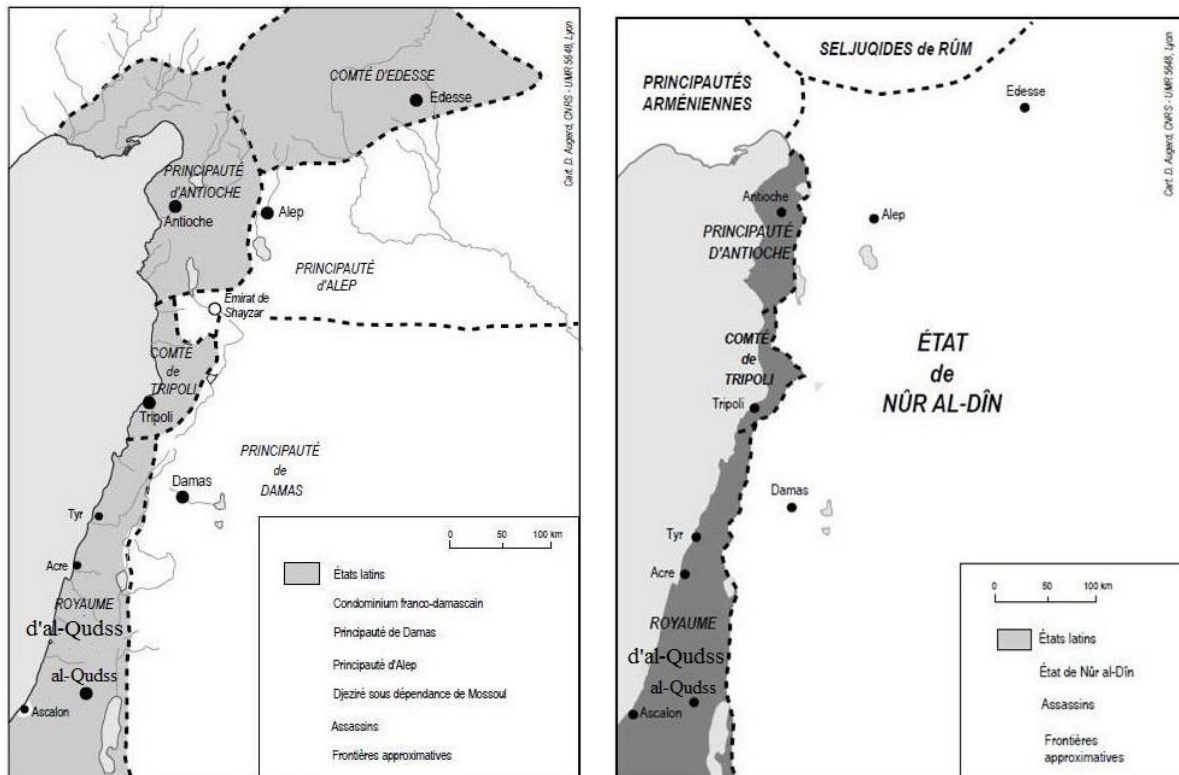 COMTÉ D'EDESSE
Edesse
PRINCIPAUTÉ
d'ANTIOCHE
Antioche
Alep
PRINCIPAUTÉ
d'ALEP
Emirat de
Shayzar
COMTÉ
de
TRIPOLI
Tripoli
PRINCIPAUTÉ
de
DAMAS
Damas
Tyr
Acre
ROYAUME
d'al-Qudss
al-Qudss
Ascalon
0 50 100 km
États latins
Condominium franco-damascain
Principauté de Damas
Principauté d'Alep
Djeziré sous dépendance de Mossoul
Assassins
Frontières approximatives
Cart. D. Augerd, CNRS - UMR 5648, Lyon
SELJUQIDES de RÛM
PRINCIPAUTÉS
ARMÉNIENNES
Edesse
Antioche
Alep
PRINCIPAUTÉ
D'ANTIOCHE
COMTÉ
de
TRIPOLI
Tripoli
ÉTAT
de
NÛR AL-DÎN
Damas
Tyr
Acre
ROYAUME
d'al-Qudss
al-Qudss
Ascalon
0 50 100 km
États latins
État de Nûr al-Dîn
Assassins
Frontières
approximatives
Cart. D. Augerd, CNRS - UMR 5648, Lyon